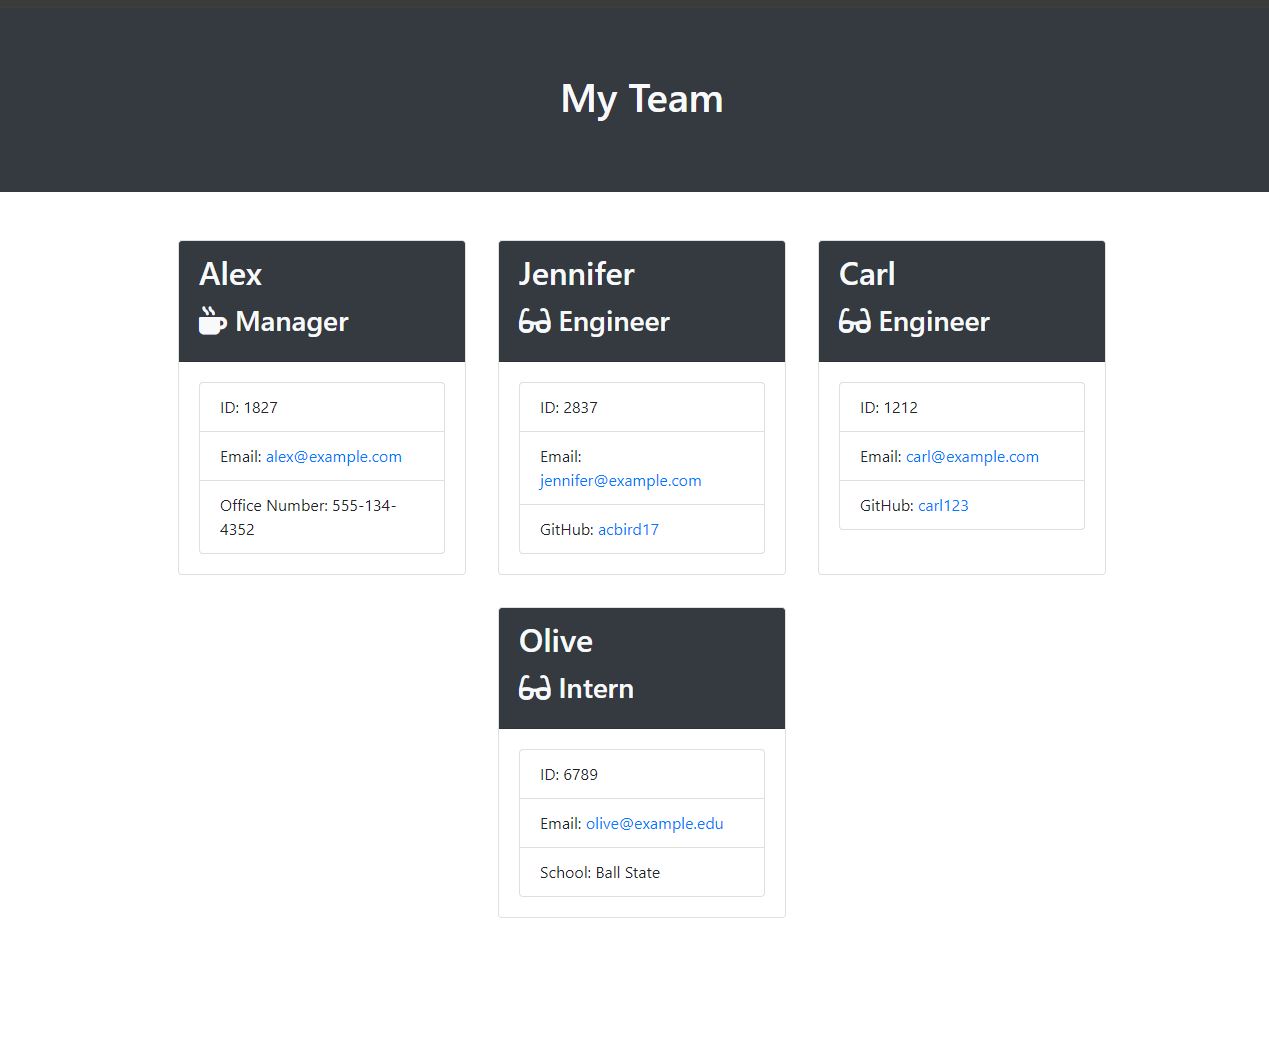 My Team
Alex
Manager
ID: 1827
Email: alex@example.com
Office Number: 555-134-
4352
Jennifer
Engineer
ID: 2837
Email:
jennifer@example.com
GitHub: acbird17
Carl
Engineer
ID: 1212
Email: carl@example.com
GitHub: carl123
Olive
Intern
ID: 6789
Email: olive@example.edu
School: Ball State